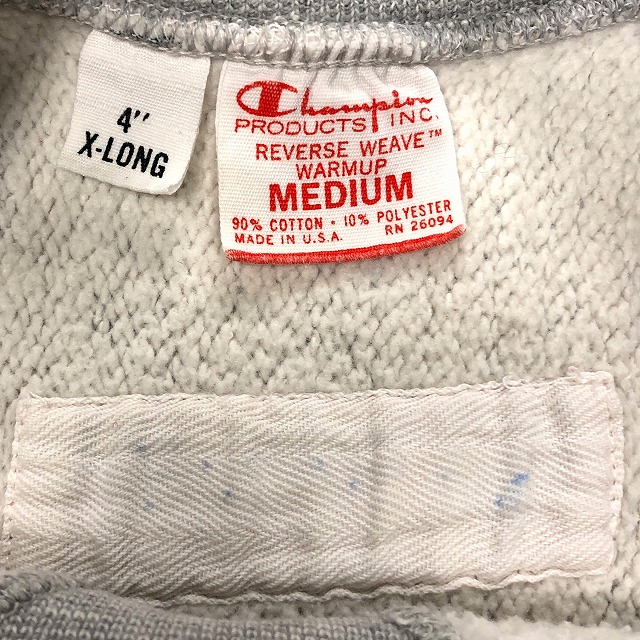 4"
X-LONG
Champion
PRODUCTS INC.
REVERSE WEAVE™
WARMUP
MEDIUM
90% COTTON • 10% POLYESTER
MADE IN U.S.A. RN 26094